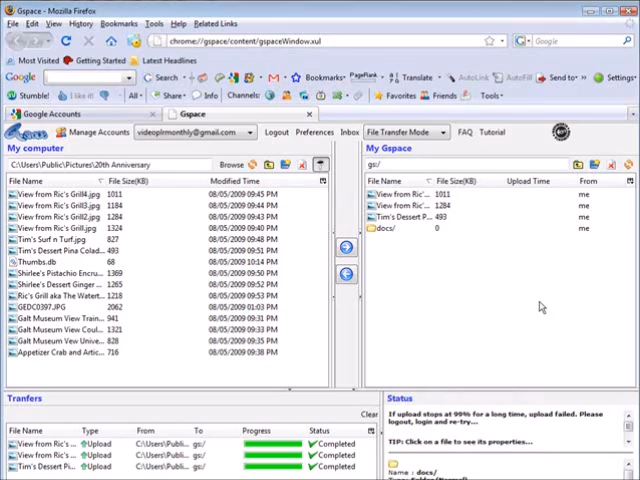 Gspace - Mozilla Firefox
File Edit View History Bookmarks Tools Help Related Links
chrome://gspace/content/gspaceWindow.xul Google
Most Visited Getting Started Latest Headlines
Google Search Bookmarks PageRank Translate AutoLink AutoFill Send to Settings
Stumble! I like it! All Share Info Categories: Favorites Friends Tools
Google Accounts Gspace
Gspace Manage Accounts videoplrmonthly@gmail.com Logout Preferences Inbox File Transfer Mode FAQ Tutorial
My computer My Gspace
C:\Users\Public\Pictures\20th Anniversary Browse gs:/
File Name File Size(KB) Modified Time File Name File Size(KB) Upload Time From
View from Ric's Grill4.jpg 1011 08/05/2009 09:45 PM View from Ric'... 1011 me
View from Ric's Grill3.jpg 1184 08/05/2009 09:44 PM View from Ric'... 1284 me
View from Ric's Grill2.jpg 1284 08/05/2009 09:43 PM Tim's Dessert P... 493 me
View from Ric's Grill.jpg 1324 08/05/2009 09:40 PM docs/ 0 me
Tim's Surf n Turf.jpg 827 08/05/2009 09:48 PM
Tim's Dessert Pina Colad... 493 08/05/2009 09:51 PM
Thumbs.db 68 08/05/2009 10:14 PM
Shirlee's Pistachio Encru... 1369 08/05/2009 09:50 PM
Shirlee's Dessert Ginger ... 1265 08/05/2009 09:52 PM
Ric's Grill aka The Watert... 1218 08/05/2009 09:53 PM
GEDC0397.JPG 2062 08/05/2009 01:03 PM
Galt Museum View Train... 941 08/05/2009 09:31 PM
Galt Museum View Coul... 1321 08/05/2009 09:33 PM
Galt Museum Vew Unive... 828 08/05/2009 09:35 PM
Appetizer Crab and Artic... 716 08/05/2009 09:38 PM
Tranfers Status
Clear
If upload stops at 99% for a long time, upload failed. Please
logout, login and re-try...
File Name Type From To Progress Status
TIP: Click on a file to see its properties...
View from Ric's ... Upload C:\Users\Publi... gs:/ Completed
View from Ric's ... Upload C:\Users\Publi... gs:/ Completed
Tim's Dessert Pi... Upload C:\Users\Publi... gs:/ Completed
Name : docs/